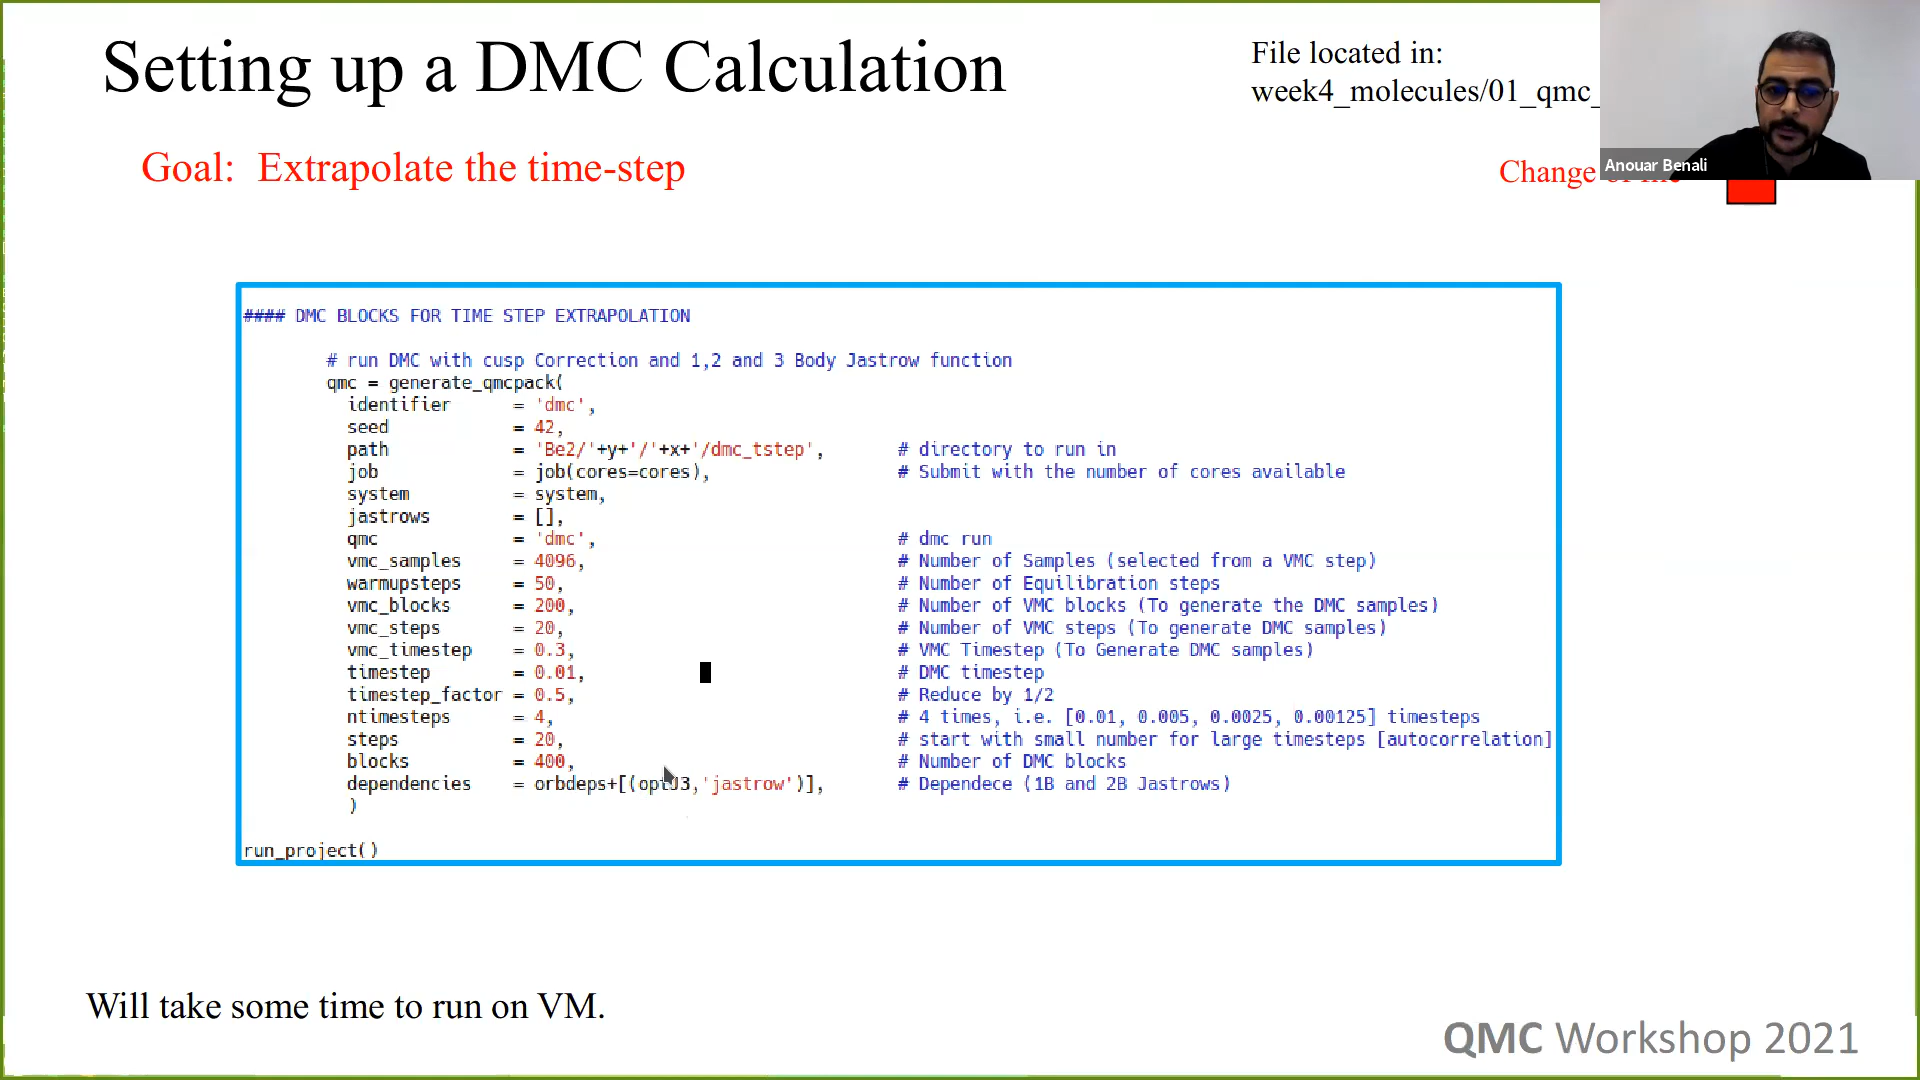 Setting up a DMC Calculation
File located in:
week4_molecules/01_qmc_
Goal: Extrapolate the time-step
Change
Anouar Benali
#### DMC BLOCKS FOR TIME STEP EXTRAPOLATION
# run DMC with cusp Correction and 1,2 and 3 Body Jastrow function
qmc = generate_qmcpack(
identifier = 'dmc',
seed = 42,
path = 'Be2/'+y+'/'+x+'/dmc_tstep', # directory to run in
job = job(cores=cores), # Submit with the number of cores available
system = system,
jastrows = [],
qmc = 'dmc', # dmc run
vmc_samples = 4096, # Number of Samples (selected from a VMC step)
warmupsteps = 50, # Number of Equilibration steps
vmc_blocks = 200, # Number of VMC blocks (To generate the DMC samples)
vmc_steps = 20, # Number of VMC steps (To generate DMC samples)
vmc_timestep = 0.3, # VMC Timestep (To Generate DMC samples)
timestep = 0.01, # DMC timestep
timestep_factor = 0.5, # Reduce by 1/2
ntimesteps = 4, # 4 times, i.e. [0.01, 0.005, 0.0025, 0.00125] timesteps
steps = 20, # start with small number for large timesteps [autocorrelation]
blocks = 400, # Number of DMC blocks
dependencies = orbdeps+[(optJ3,'jastrow')], # Dependece (1B and 2B Jastrows)
)
run_project()
Will take some time to run on VM.
QMC Workshop 2021